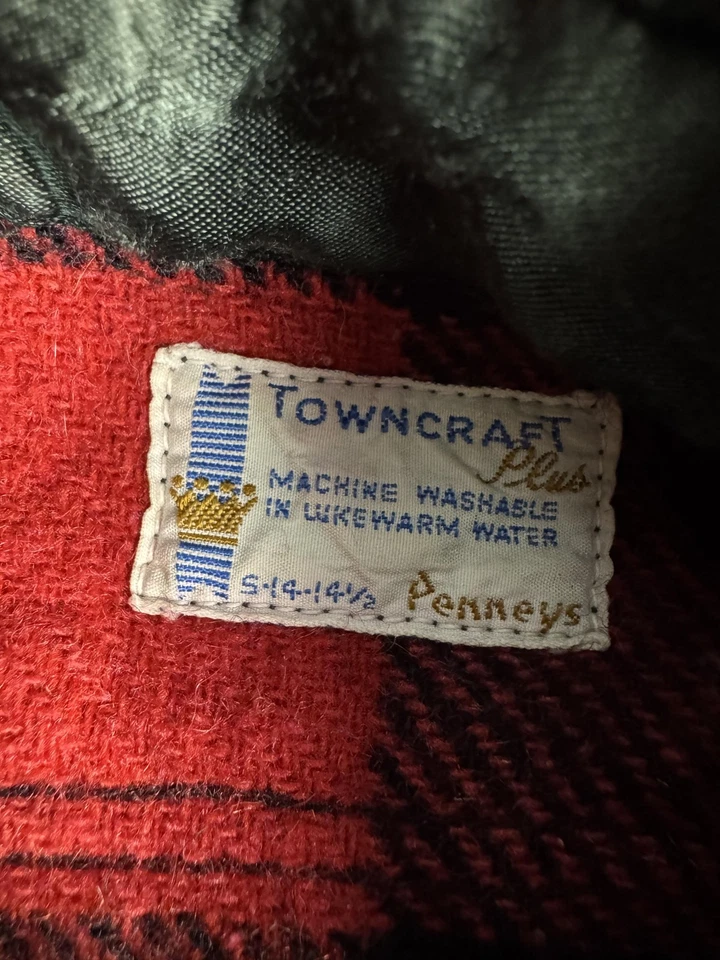 TOWNCRAFT
Plus
MACHINE WASHABLE
IN LUKEWARM WATER
S-14-14½ Penneys